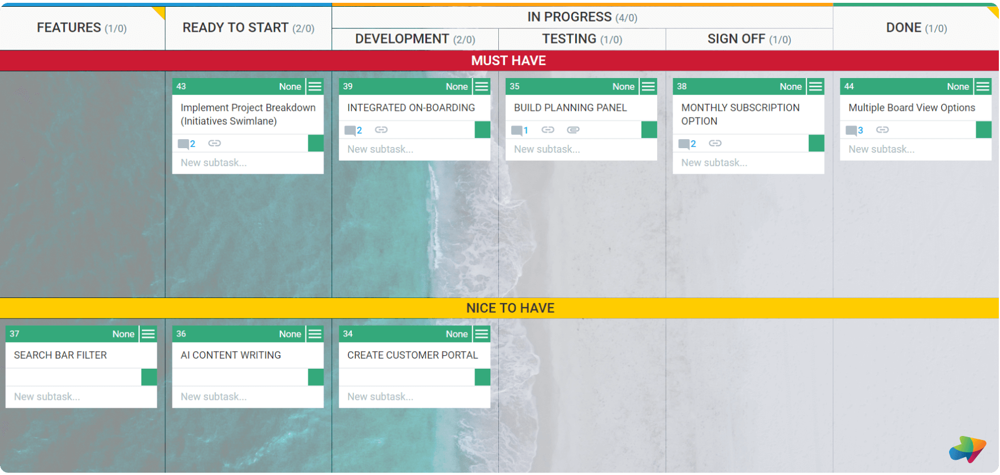 FEATURES (1/0)
READY TO START (2/0)
IN PROGRESS (4/0)
DEVELOPMENT (2/0)
TESTING (1/0)
SIGN OFF (1/0)
DONE (1/0)
MUST HAVE
43 None
Implement Project Breakdown
(Initiatives Swimlane)
2
New subtask...
39 None
INTEGRATED ON-BOARDING
2
New subtask...
35 None
BUILD PLANNING PANEL
1
New subtask...
38 None
MONTHLY SUBSCRIPTION
OPTION
2
New subtask...
44 None
Multiple Board View Options
3
New subtask...
NICE TO HAVE
37 None
SEARCH BAR FILTER
New subtask...
36 None
AI CONTENT WRITING
New subtask...
34 None
CREATE CUSTOMER PORTAL
New subtask...